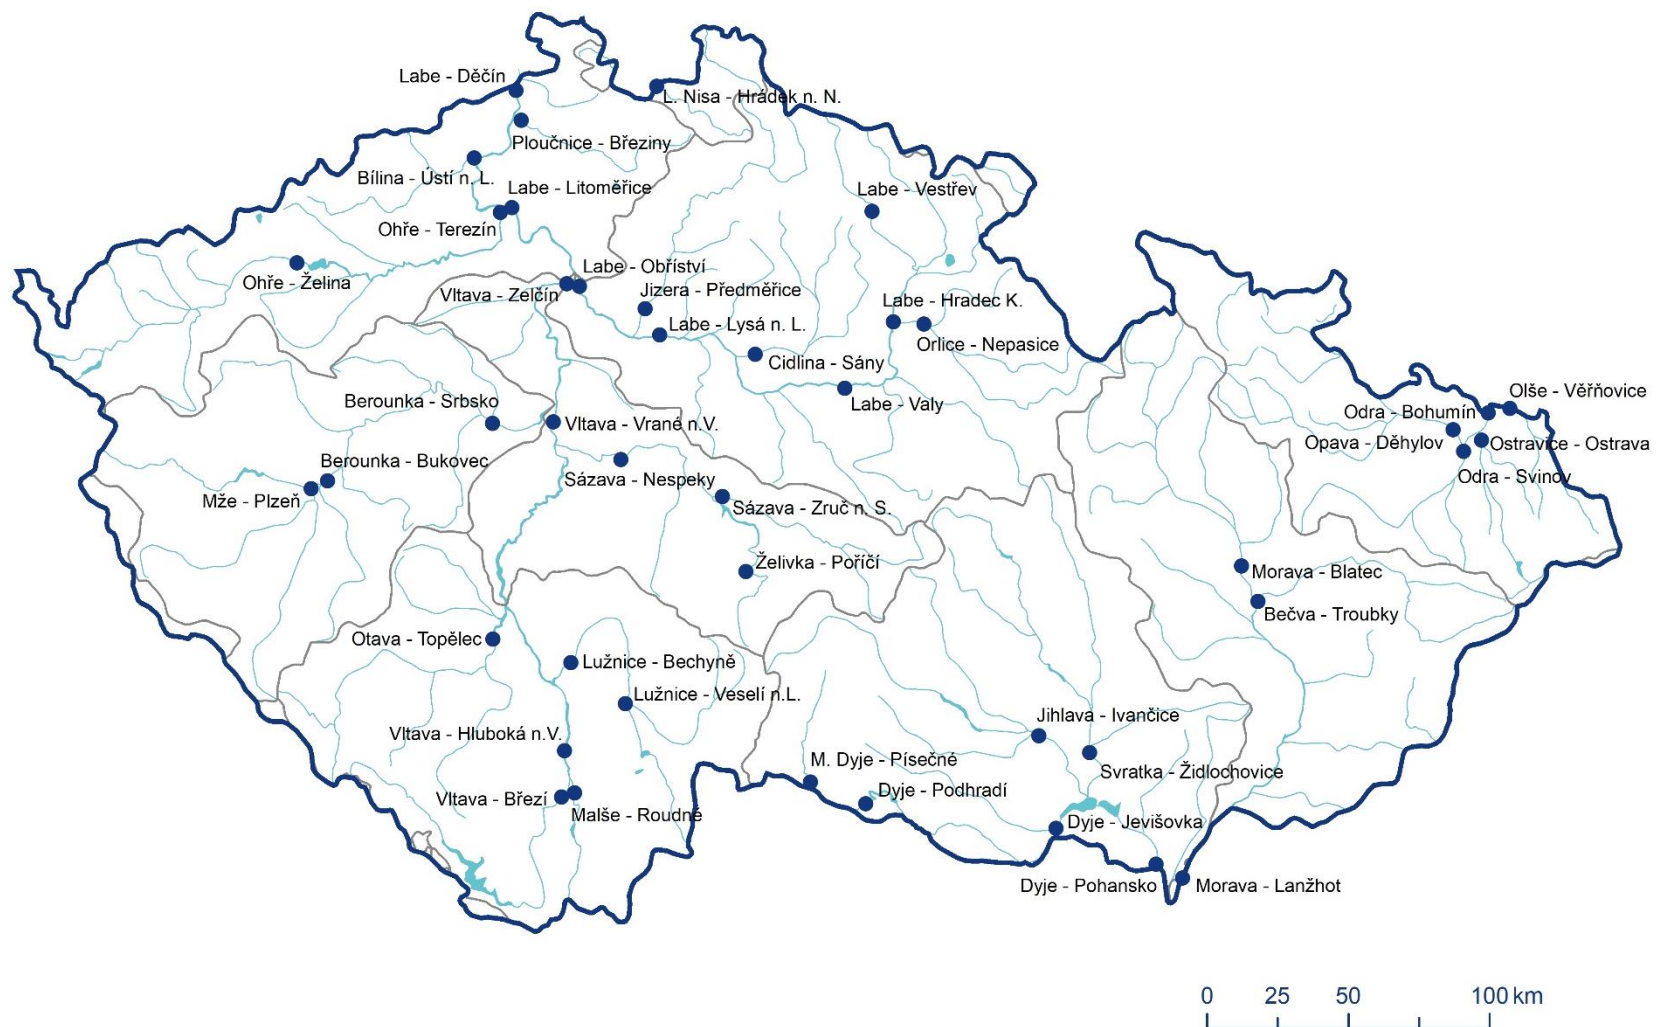 Labe - Děčín
L. Nisa - Hrádek n. N.
Ploučnice - Březiny
Bílina - Ústí n. L.
Labe - Litoměřice
Labe - Vestřev
Ohře - Terezín
Labe - Obříství
Ohře - Želina
Vltava - Zelčín
Jizera - Předměřice
Labe - Hradec K.
Labe - Lysá n. L.
Orlice - Nepasice
Cidlina - Sány
Olše - Věřňovice
Berounka - Srbsko
Labe - Valy
Odra - Bohumín
Vltava - Vrané n.V.
Opava - Děhylov
Ostravice - Ostrava
Berounka - Bukovec
Sázava - Nespeky
Odra - Svinov
Mže - Plzeň
Sázava - Zruč n. S.
Želivka - Poříčí
Morava - Blatec
Bečva - Troubky
Otava - Topělec
Lužnice - Bechyně
Lužnice - Veselí n.L.
Jihlava - Ivančice
Vltava - Hluboká n.V.
M. Dyje - Písečné
Svratka - Židlochovice
Dyje - Podhradí
Vltava - Březí
Malše - Roudné
Dyje - Jevišovka
Dyje - Pohansko
Morava - Lanžhot
0 25 50 100 km